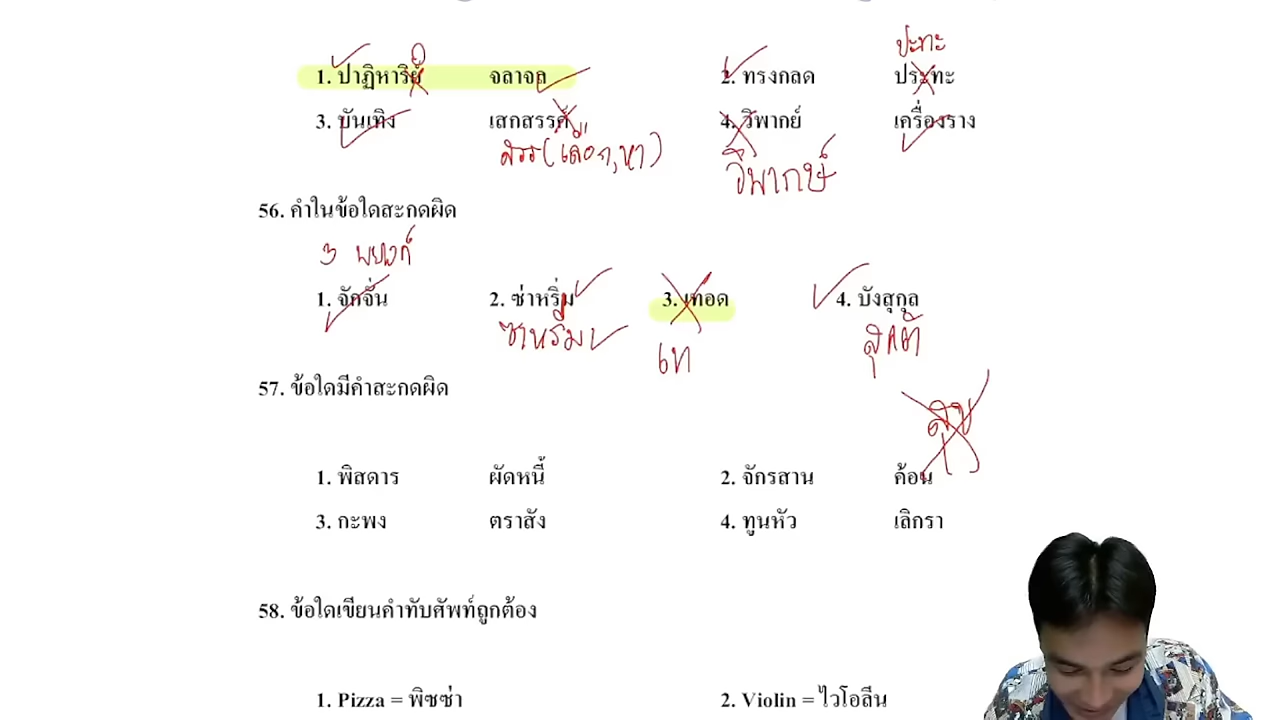 ปะทะ
1. ปาฏิหาริย์ จลาจล 2. ทรงกลด ประทะ
3. บันเทิง เสกสรรค์ 4. วิพากย์ เครื่องราง
สรร(เลือก,หา) วิพากษ์
56. คำในข้อใดสะกดผิด
3 พยางค์
1. จักจั่น 2. ซ่าหริ่ม 3. เทอด 4. บังสุกุล
ซาหริ่ม
เท
57. ข้อใดมีคำสะกดผิด
1. พิสดาร ผัดหนี้ 2. จักรสาน ค้อน
3. กะพง ตราสัง 4. ทูนหัว เลิกรา
58. ข้อใดเขียนคำทับศัพท์ถูกต้อง
1. Pizza = พิซซ่า 2. Violin = ไวโอลีน